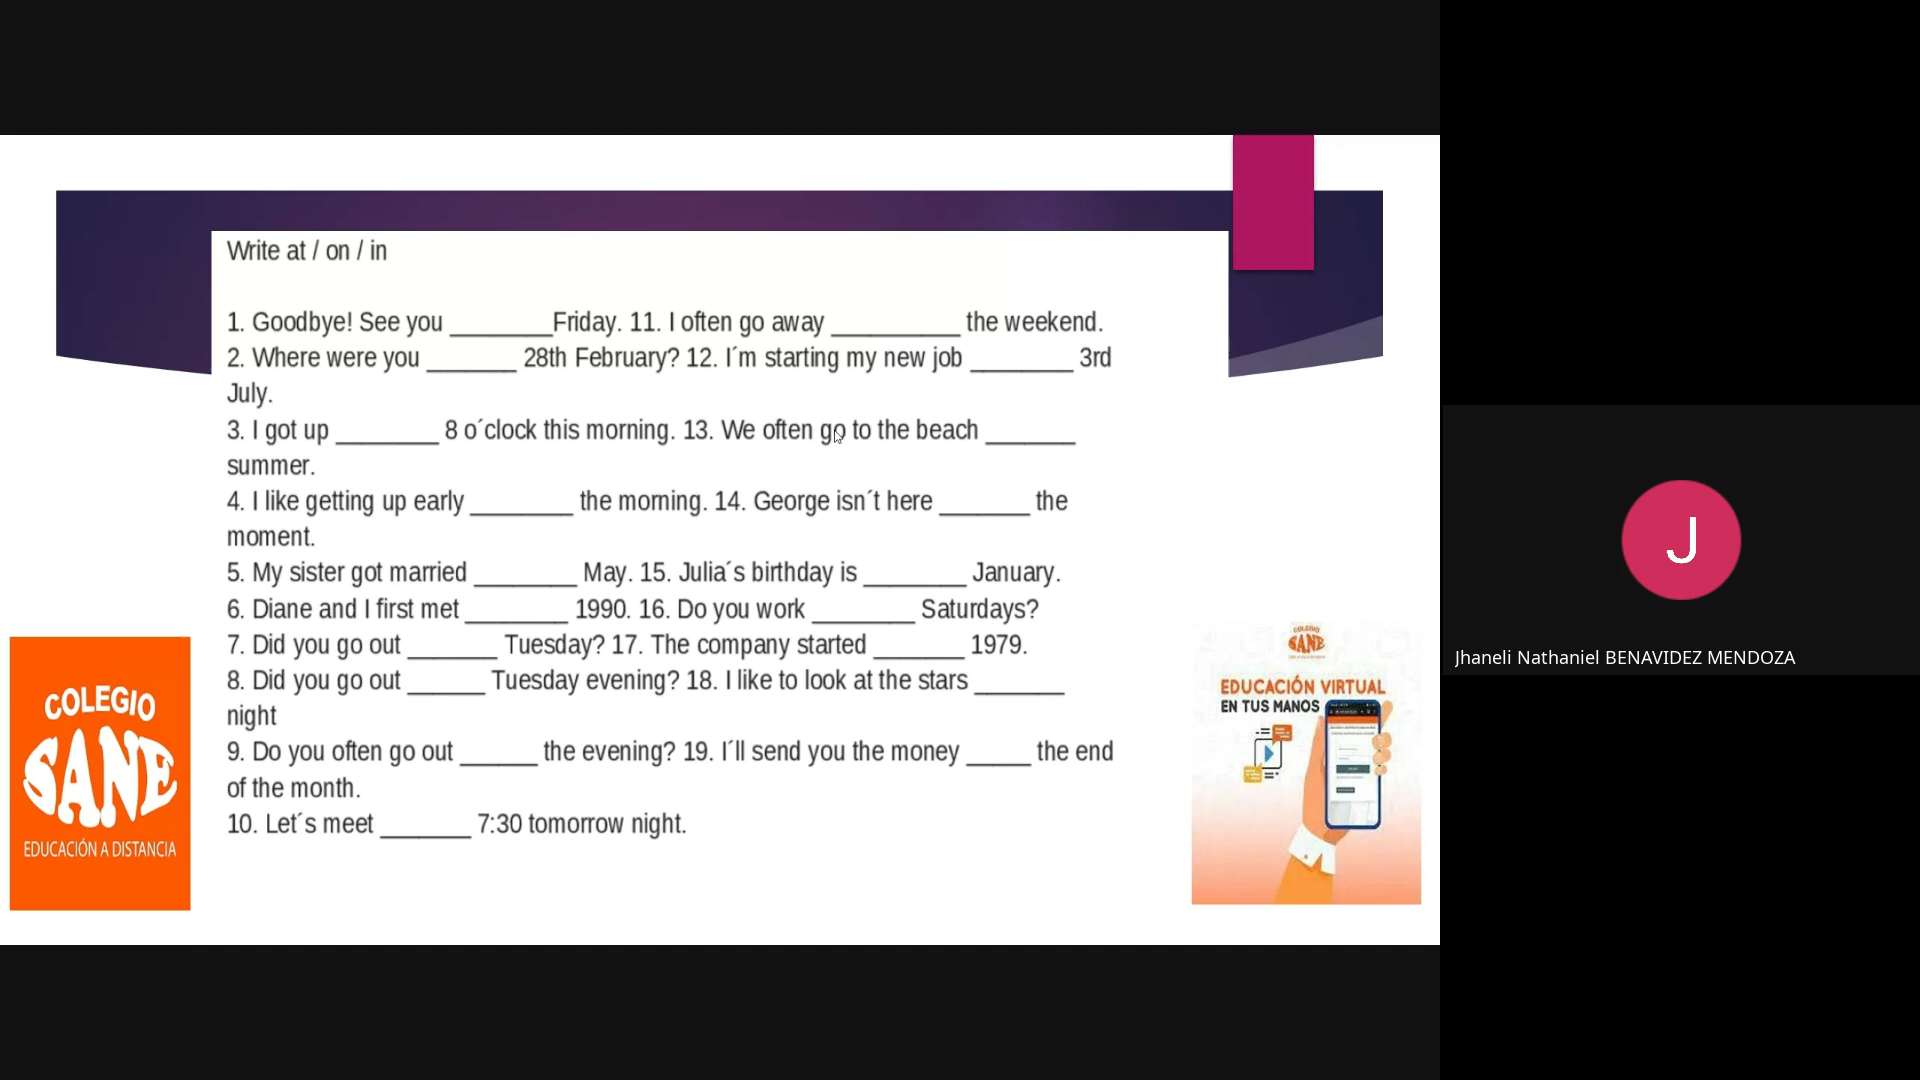 Write at / on / in
1. Goodbye! See you ________Friday. 11. I often go away __________ the weekend.
2. Where were you _______ 28th February? 12. I´m starting my new job ________ 3rd
July.
3. I got up ________ 8 o´clock this morning. 13. We often go to the beach _______
summer.
4. I like getting up early ________ the morning. 14. George isn´t here _______ the
moment.
5. My sister got married ________ May. 15. Julia´s birthday is ________ January.
6. Diane and I first met ________ 1990. 16. Do you work ________ Saturdays?
7. Did you go out _______ Tuesday? 17. The company started _______ 1979.
8. Did you go out ______ Tuesday evening? 18. I like to look at the stars _______
night
9. Do you often go out ______ the evening? 19. I´ll send you the money _____ the end
of the month.
10. Let´s meet _______ 7:30 tomorrow night.
COLEGIO
SANE
EDUCACIÓN A DISTANCIA
COLEGIO
SANE
EDUCACIÓN VIRTUAL
EN TUS MANOS
J
Jhaneli Nathaniel BENAVIDEZ MENDOZA